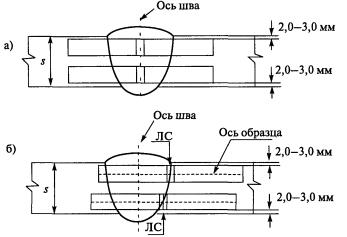 Ось шва
2,0—3,0 мм
а)
s
2,0—3,0 мм
Ось шва
ЛС
Ось образца
б)
2,0—3,0 мм
s
2,0—3,0 мм
ЛС